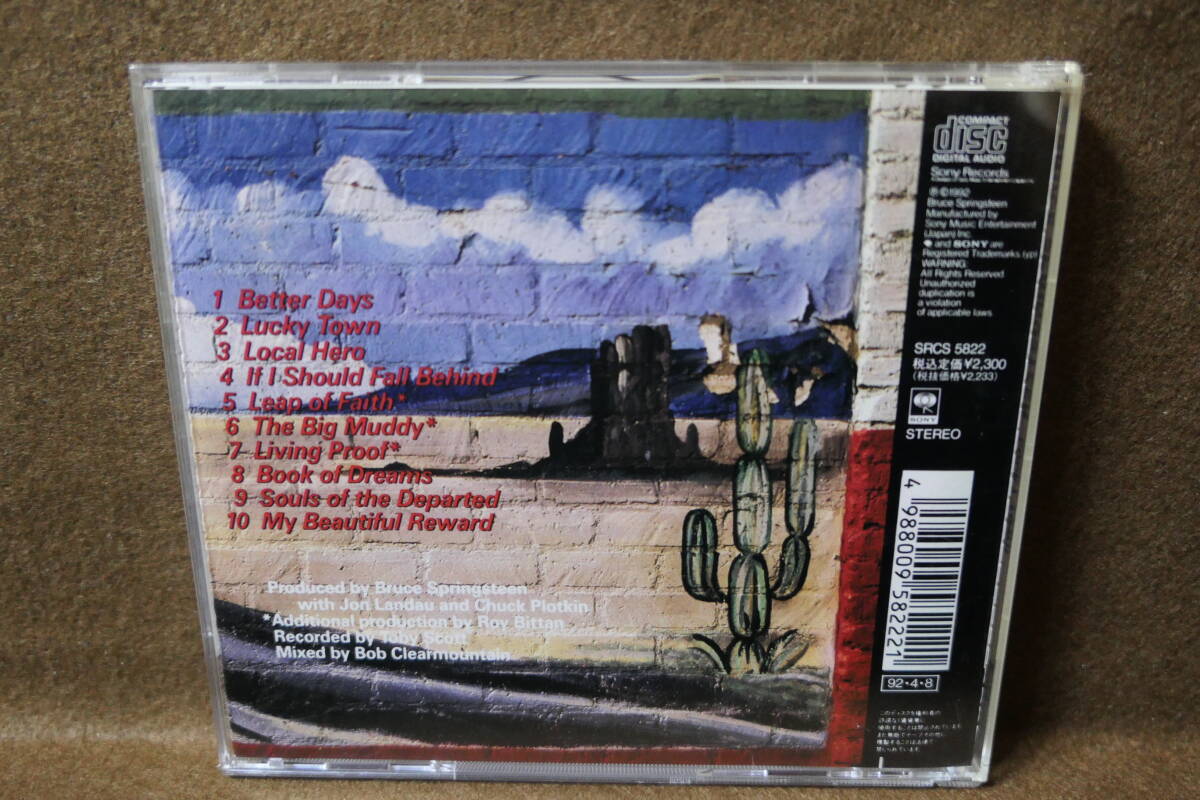 1 Better Days
2 Lucky Town
3 Local Hero
4 If I Should Fall Behind
5 Leap of Faith*
6 The Big Muddy*
7 Living Proof*
8 Book of Dreams
9 Souls of the Departed
10 My Beautiful Reward
Produced by Bruce Springsteen
with Jon Landau and Chuck Plotkin
*Additional production by Roy Bittan
Recorded by Toby Scott
Mixed by Bob Clearmountain
COMPACT
disc
DIGITAL AUDIO
Sony Records
℗©1992
Bruce Springsteen
Manufactured by
Sony Music Entertainment
(Japan) Inc.
and SONY are
Registered Trademarks
WARNING:
All Rights Reserved
Unauthorized
duplication is
a violation
of applicable laws
SRCS 5822
税込定価¥2,300
(税抜価格¥2,233)
SONY
STEREO
4 988009 582221
92・4・8